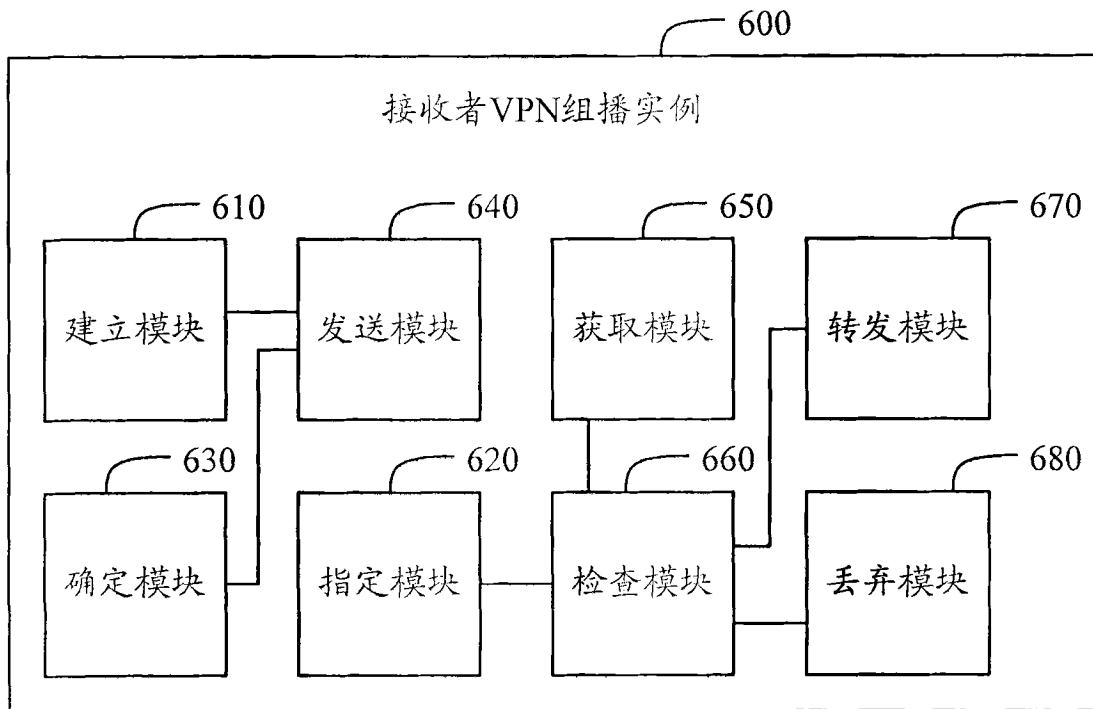 600
接收者VPN组播实例
610
640
650
670
建立模块
发送模块
获取模块
转发模块
630
620
660
680
确定模块
指定模块
检查模块
丢弃模块